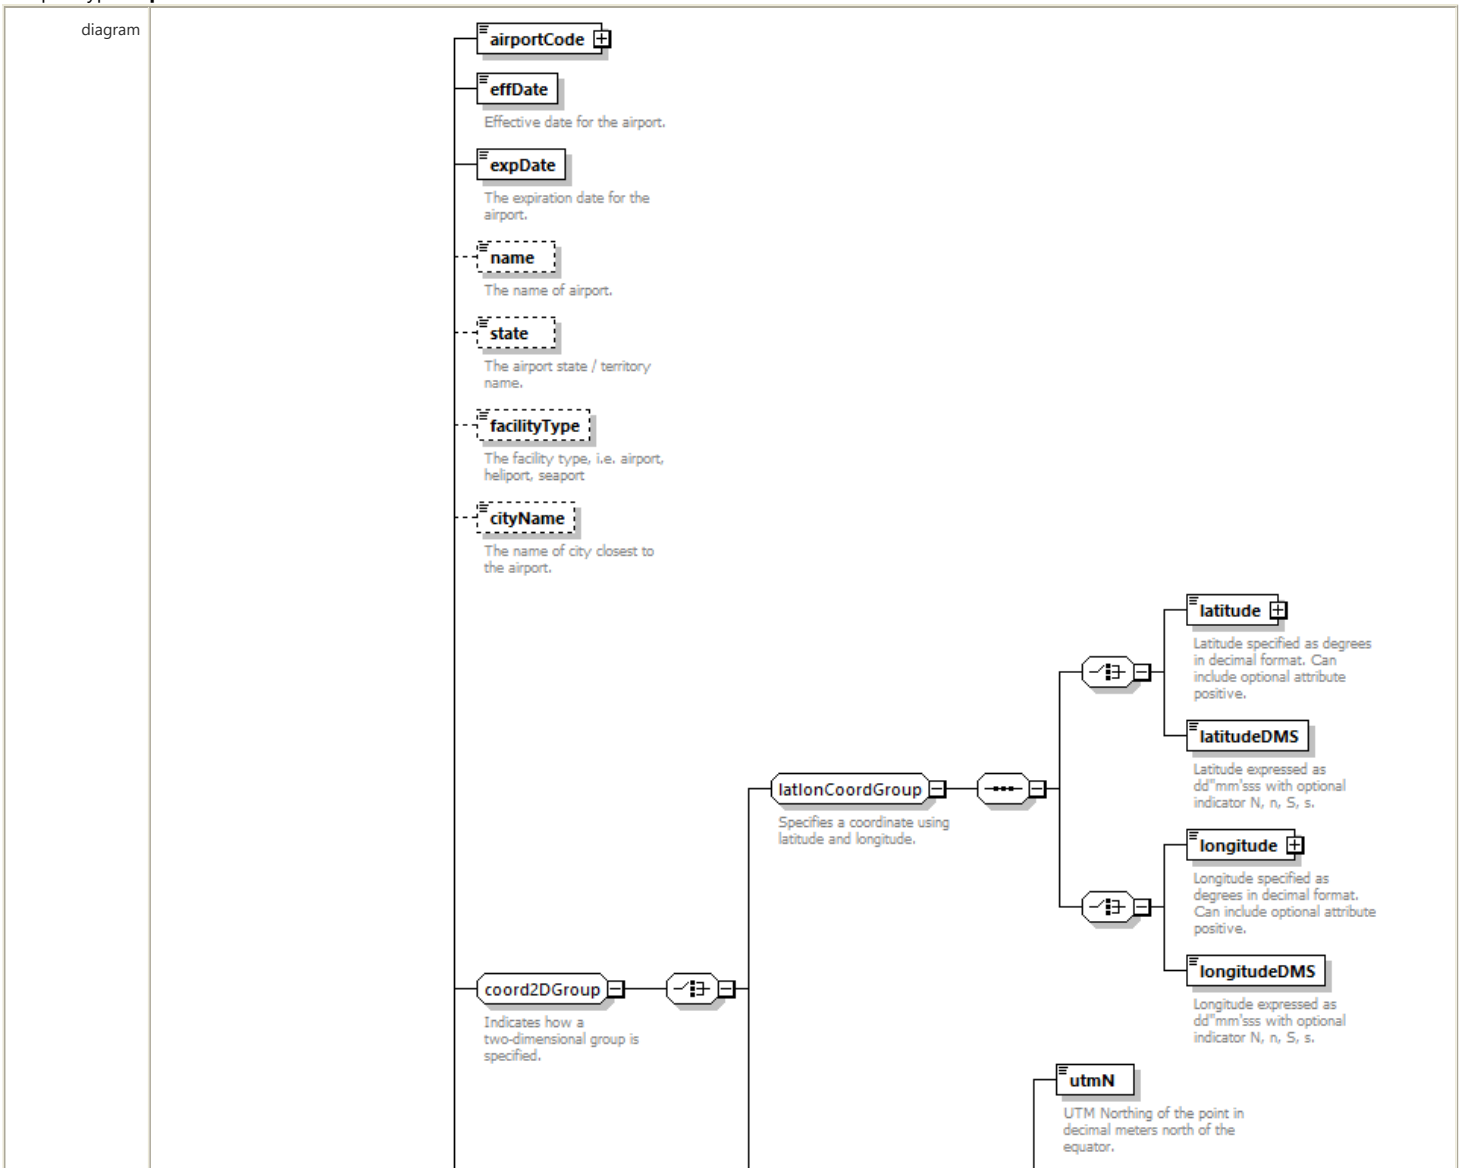 diagram
airportCode
effDate
Effective date for the airport.
expDate
The expiration date for the
airport.
name
The name of airport.
state
The airport state / territory
name.
facilityType
The facility type, i.e. airport,
heliport, seaport
cityName
The name of city closest to
the airport.
latitude
Latitude specified as degrees
in decimal format. Can
include optional attribute
positive.
latitudeDMS
Latitude expressed as
dd"mm'sss with optional
indicator N, n, S, s.
latlonCoordGroup
Specifies a coordinate using
latitude and longitude.
longitude
Longitude specified as
degrees in decimal format.
Can include optional attribute
positive.
longitudeDMS
Longitude expressed as
dd"mm'sss with optional
indicator N, n, S, s.
coord2DGroup
Indicates how a
two-dimensional group is
specified.
utmN
UTM Northing of the point in
decimal meters north of the
equator.